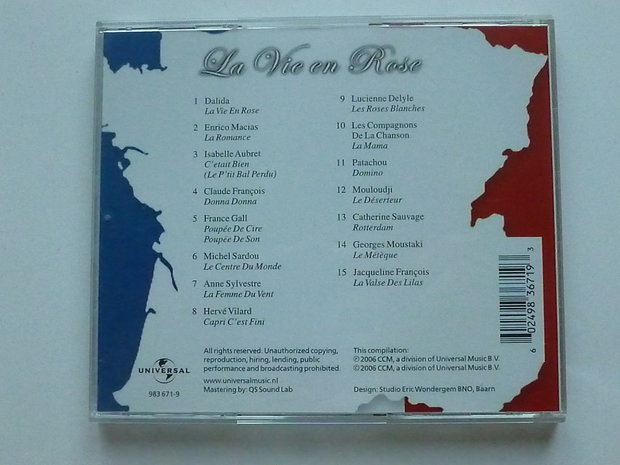 La Vie en Rose
1 Dalida
La Vie En Rose
2 Enrico Macias
La Romance
3 Isabelle Aubret
C'etait Bien
(Le P'tit Bal Perdu)
4 Claude François
Donna Donna
5 France Gall
Poupée De Cire
Poupée De Son
6 Michel Sardou
Le Centre Du Monde
7 Anne Sylvestre
La Femme Du Vent
8 Hervé Vilard
Capri C'est Fini
9 Lucienne Delyle
Les Roses Blanches
10 Les Compagnons
De La Chanson
La Mama
11 Patachou
Domino
12 Mouloudji
Le Déserteur
13 Catherine Sauvage
Rotterdam
14 Georges Moustaki
Le Métèque
15 Jacqueline François
La Valse Des Lilas
6 02498 36719 3
UNIVERSAL
983 671-9
All rights reserved. Unauthorized copying,
reproduction, hiring, lending, public
performance and broadcasting prohibited.
www.universalmusic.nl
Mastering by: QS Sound Lab
This compilation:
℗ 2006 CCM, a division of Universal Music B.V.
© 2006 CCM, a division of Universal Music B.V.
Design: Studio Eric Wondergem BNO, Baarn